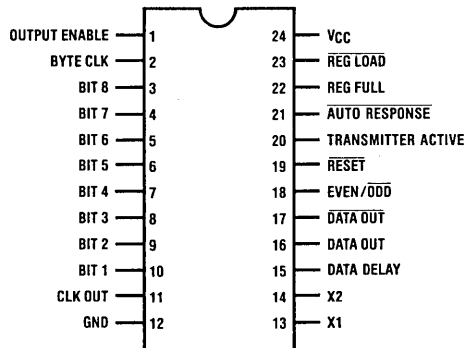 OUTPUT ENABLE 1 24 VCC
BYTE CLK 2 23 REG LOAD
BIT 8 3 22 REG FULL
BIT 7 4 21 AUTO RESPONSE
BIT 6 5 20 TRANSMITTER ACTIVE
BIT 5 6 19 RESET
BIT 4 7 18 EVEN/ODD
BIT 3 8 17 DATA OUT
BIT 2 9 16 DATA OUT
BIT 1 10 15 DATA DELAY
CLK OUT 11 14 X2
GND 12 13 X1